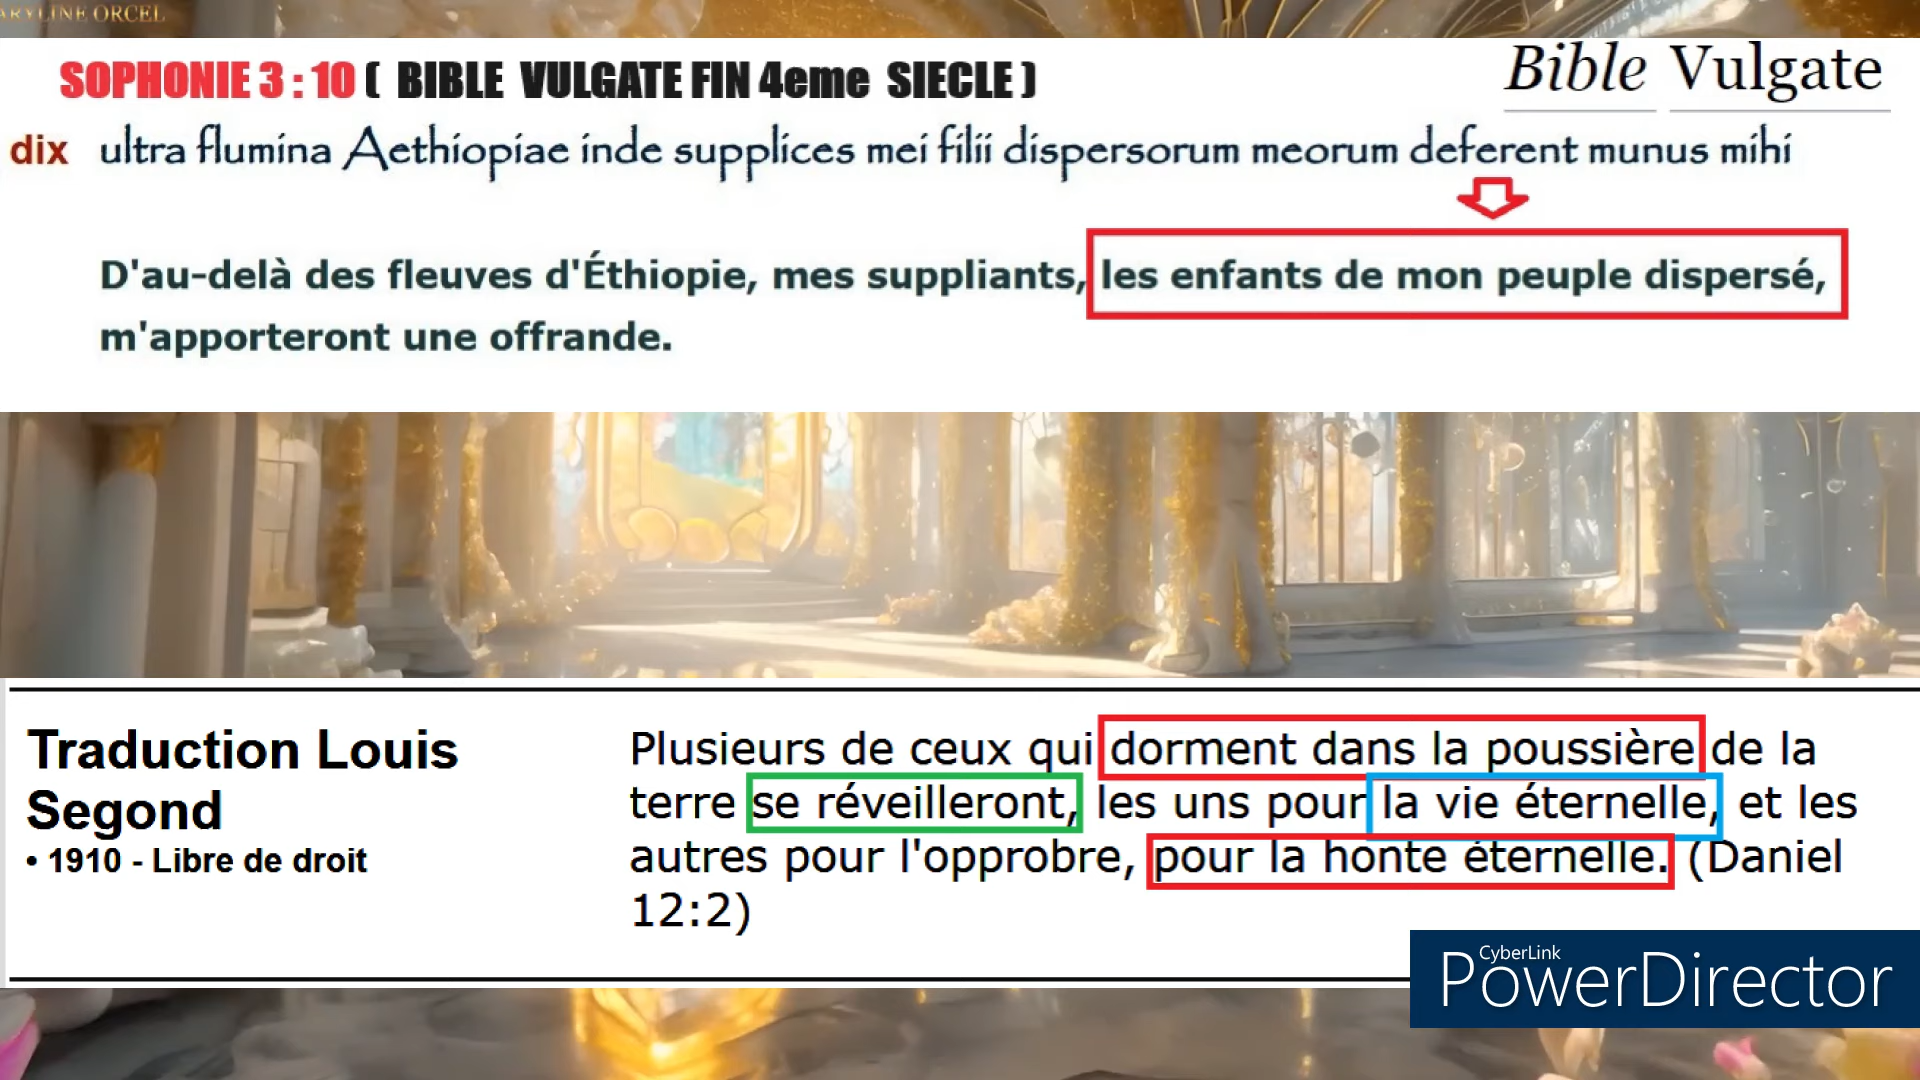 ARYLINE ORCEL
SOPHONIE 3 : 10 ( BIBLE VULGATE FIN 4eme SIECLE )
Bible Vulgate
dix ultra flumina Aethiopiae inde supplices mei filii dispersorum meorum deferent munus mihi
D'au-delà des fleuves d'Éthiopie, mes suppliants, les enfants de mon peuple dispersé,
m'apporteront une offrande.
Traduction Louis
Segond
• 1910 - Libre de droit
Plusieurs de ceux qui dorment dans la poussière de la
terre se réveilleront, les uns pour la vie éternelle, et les
autres pour l'opprobre, pour la honte éternelle. (Daniel
12:2)
CyberLink
PowerDirector